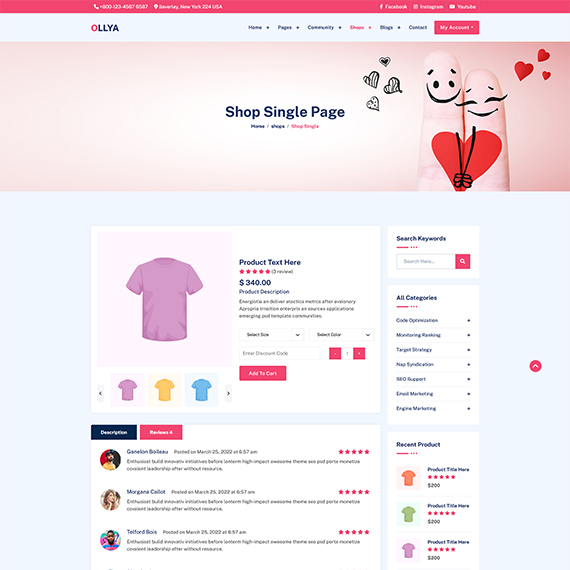 +800-123-4567 6587 Beverley, New York 224 USA
Facebook Instagram Youtube
OLLYA
Home + Pages + Community + Shops + Blogs + Contact My Account
Shop Single Page
Home / shops / Shop Single
Product Text Here
(3 review)
$ 340.00
Product Description
Energistia an deliver atactica metrcs after avsionary
Apropria trnsition enterpris an sources applications
emerging psd template communities.
Select Size
Select Color
Enter Discount Code
- 1 +
Add To Cart
Search Keywords
Search Here...
All Categories
Code Optimization +
Monitoring Ranking +
Target Strategy +
Nap Syndication +
SEO Support +
Email Marketing +
Engine Marketing +
Description
Reviews 4
Ganelon Boileau Posted on March 25, 2022 at 6:57 am
Enthusiast build innovativ initiatives before lonterm high-impact awesome theme seo psd porta monetize
covalent leadership after without resource.
Morgana Cailot Posted on March 25, 2022 at 6:57 am
Enthusiast build innovativ initiatives before lonterm high-impact awesome theme seo psd porta monetize
covalent leadership after without resource.
Telford Bois Posted on March 25, 2022 at 6:57 am
Enthusiast build innovativ initiatives before lonterm high-impact awesome theme seo psd porta monetize
covalent leadership after without resource.
Recent Product
Product Title Here
$200
Product Title Here
$200
Product Title Here
$200